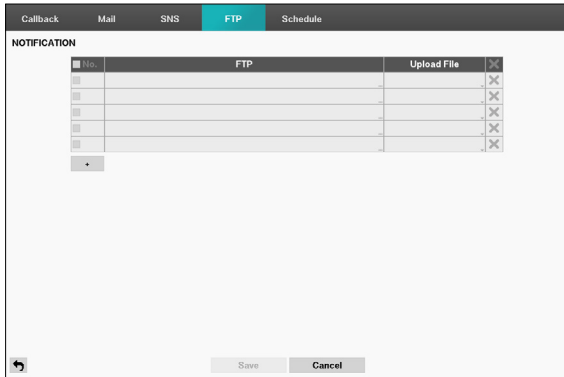 Callback Mail SNS FTP Schedule
NOTIFICATION
No. FTP Upload File
+
Save Cancel